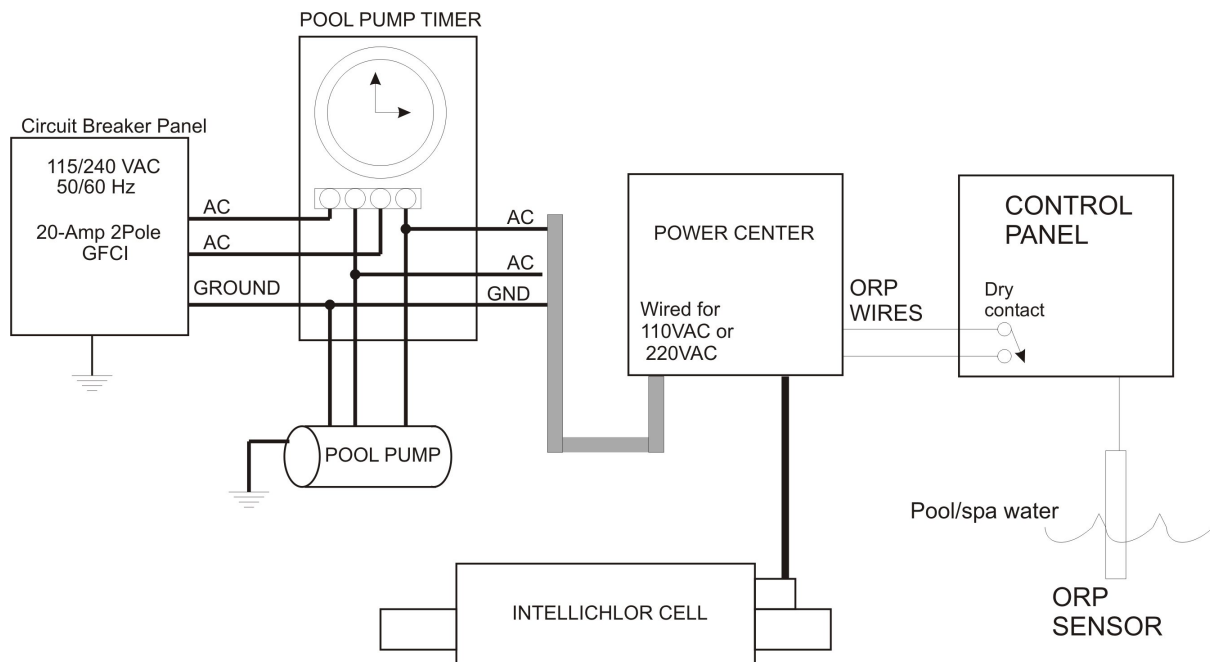 POOL PUMP TIMER
Circuit Breaker Panel
115/240 VAC
50/60 Hz
20-Amp 2Pole
GFCI
AC
AC
GROUND
AC
AC
GND
POOL PUMP
POWER CENTER
Wired for
110VAC or
220VAC
ORP
WIRES
CONTROL
PANEL
Dry
contact
Pool/spa water
ORP
SENSOR
INTELLICHLOR CELL